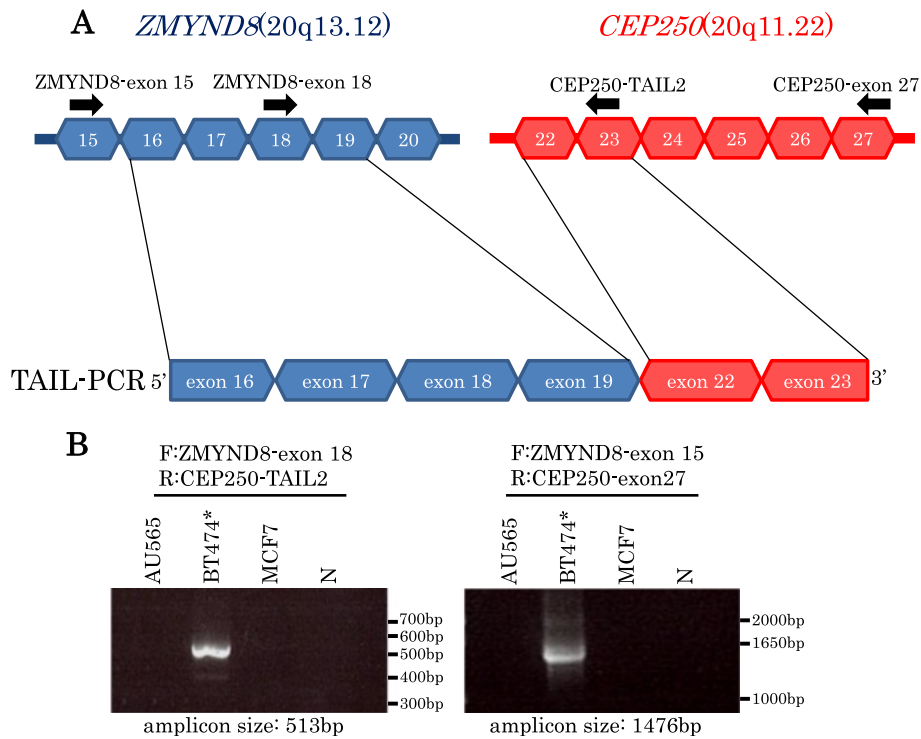 A
ZMYND8(20q13.12)
CEP250(20q11.22)
ZMYND8-exon 15
ZMYND8-exon 18
CEP250-TAIL2
CEP250-exon 27
15 16 17 18 19 20
22 23 24 25 26 27
TAIL-PCR 5’ exon 16 exon 17 exon 18 exon 19 exon 22 exon 23 3’
B
F:ZMYND8-exon 18
R:CEP250-TAIL2
AU565
BT474*
MCF7
N
700bp
600bp
500bp
400bp
300bp
amplicon size: 513bp
F:ZMYND8-exon 15
R:CEP250-exon27
AU565
BT474*
MCF7
N
2000bp
1650bp
1000bp
amplicon size: 1476bp